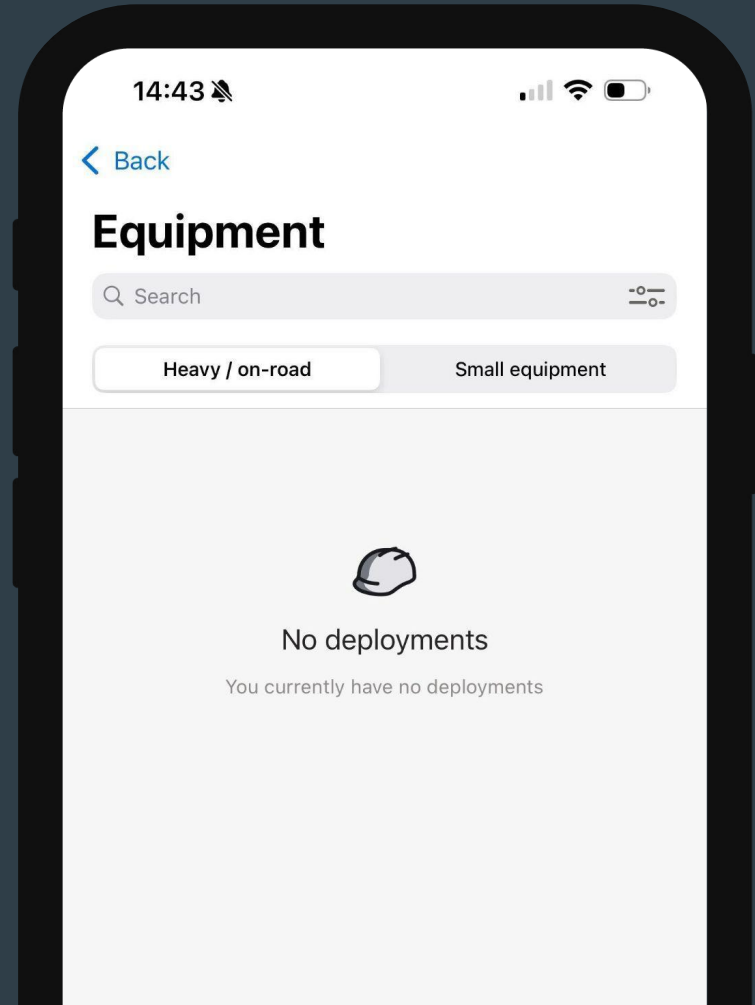 14:43
Back
Equipment
Search
Heavy / on-road
Small equipment
No deployments
You currently have no deployments